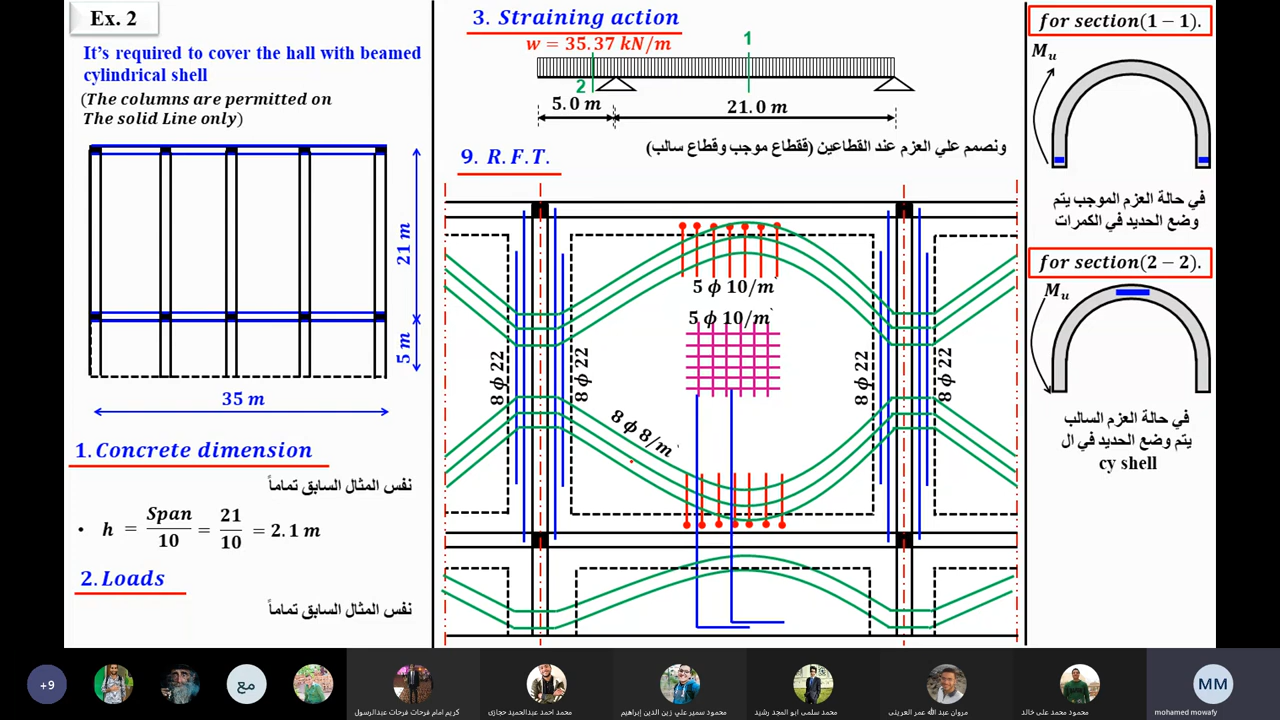 Ex. 2
It's required to cover the hall with beamed
cylindrical shell
(The columns are permitted on
The solid Line only)
21 m
5 m
35 m
1. Concrete dimension
نفس المثال السابق تماماً
• h = Span/10 = 21/10 = 2.1 m
2. Loads
نفس المثال السابق تماماً
3. Straining action
w = 35.37 kN/m
1
2
5.0 m
21.0 m
ونصمم علي العزم عند القطاعين (فقطاع موجب وقطاع سالب)
9. R.F.T.
5 ϕ 10/m`
5 ϕ 10/m`
8 ϕ 22
8 ϕ 22
8 ϕ 22
8 ϕ 22
8 ϕ 8/m`
for section(1 − 1).
Mu
في حالة العزم الموجب يتم
وضع الحديد في الكمرات
for section(2 − 2).
Mu
في حالة العزم السالب
يتم وضع الحديد في ال
cy shell
+9
مع
كريم امام فرحات فرحات عبدالرسول
محمد احمد عبدالحميد حجازى
محمود سمير علي زين الدين إبراهيم
محمد سلمى ابو المجد رشيد
مروان عبد الله عمر العرينى
محمود محمد على خالد
MM
mohamed mowafy